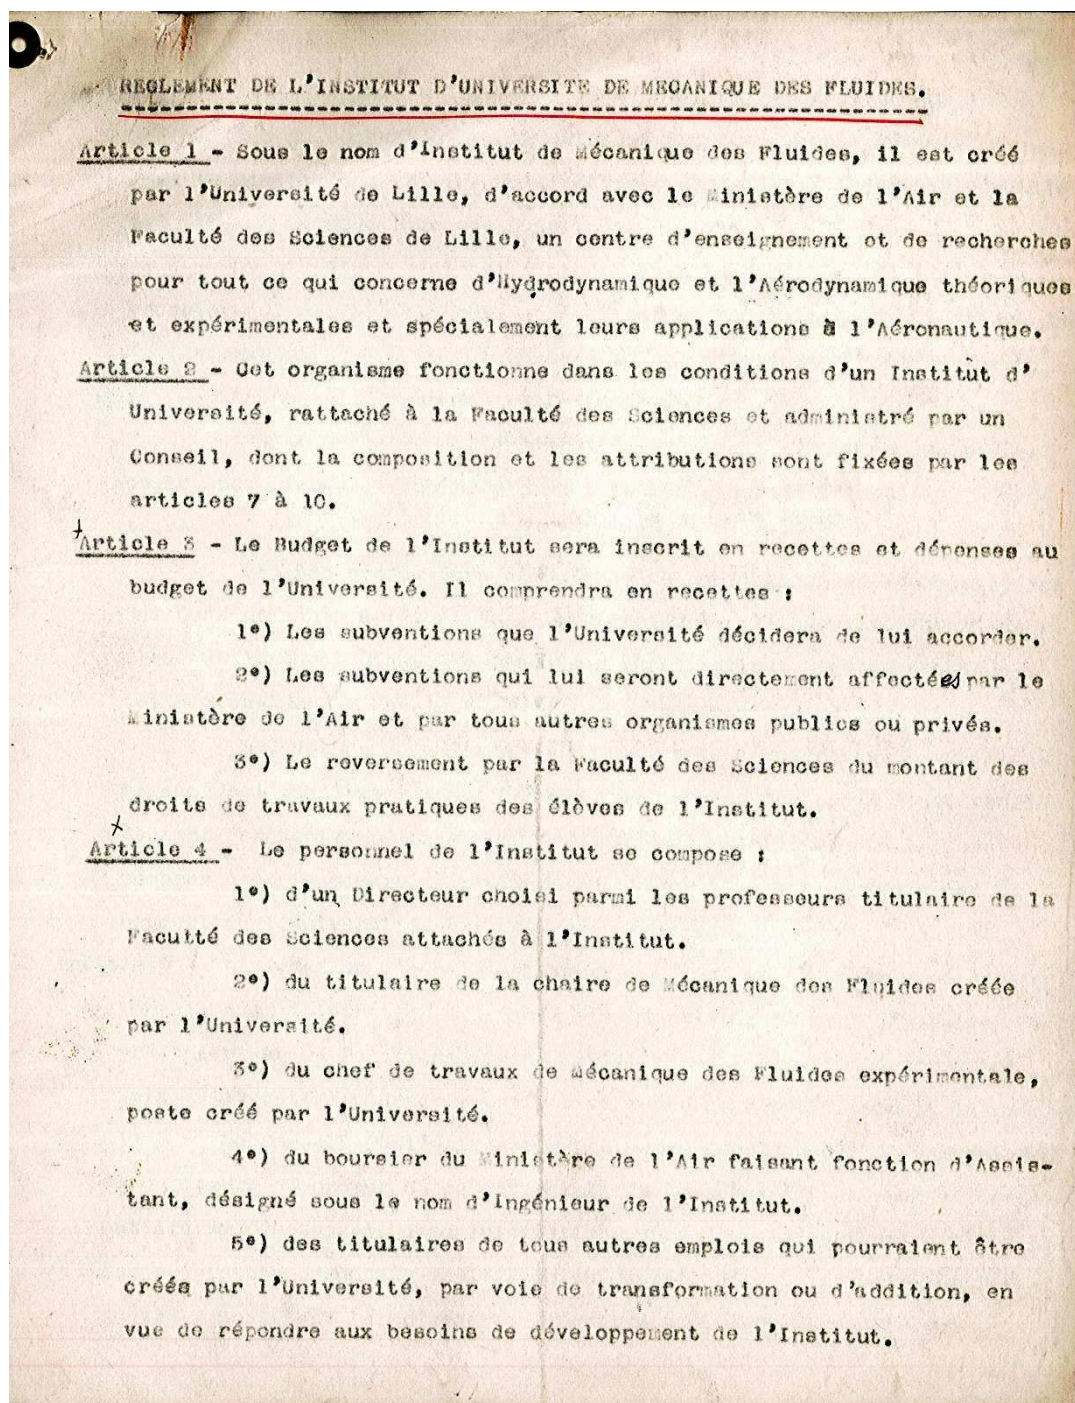 REGLEMENT DE L'INSTITUT D'UNIVERSITE DE MECANIQUE DES FLUIDES.
Article 1 - Sous le nom d'Institut de Mécanique des Fluides, il est créé
par l'Université de Lille, d'accord avec le Ministère de l'Air et la
Faculté des Sciences de Lille, un centre d'enseignement et de recherches
pour tout ce qui concerne d'Hydrodynamique et l'Aérodynamique théoriques
et expérimentales et spécialement leurs applications à l'Aéronautique.
Article 2 - Cet organisme fonctionne dans les conditions d'un Institut d'
Université, rattaché à la Faculté des Sciences et administré par un
Conseil, dont la composition et les attributions sont fixées par les
articles 7 à 10.
Article 3 - Le Budget de l'Institut sera inscrit en recettes et dépenses au
budget de l'Université. Il comprendra en recettes :
1°) Les subventions que l'Université décidera de lui accorder.
2°) Les subventions qui lui seront directement affectées par le
Ministère de l'Air et par tous autres organismes publics ou privés.
3°) Le reversement par la Faculté des Sciences du montant des
droits de travaux pratiques des élèves de l'Institut.
Article 4 - Le personnel de l'Institut se compose :
1°) d'un Directeur choisi parmi les professeurs titulaire de la
Facutté des Sciences attachés à l'Institut.
2°) du titulaire de la chaire de Mécanique des Fluides créée
par l'Université.
3°) du chef de travaux de Mécanique des Fluides expérimentale,
poste créé par l'Université.
4°) du boursier du Ministère de l'Air faisant fonction d'Assis-
tant, désigné sous le nom d'Ingénieur de l'Institut.
5°) des titulaires de tous autres emplois qui pourraient être
créés par l'Université, par voie de transformation ou d'addition, en
vue de répondre aux besoins de développement de l'Institut.